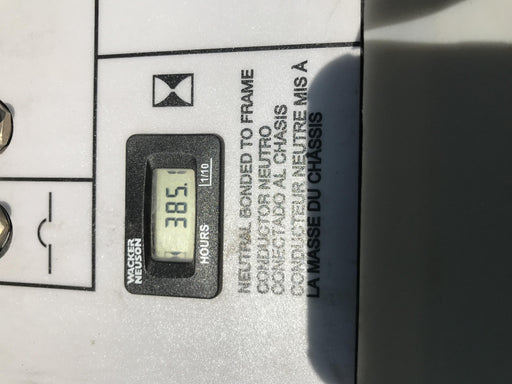 WACKER
NEUSON
385.
HOURS
1/10
NEUTRAL BONDED TO FRAME
CONDUCTOR NEUTRO
CONECTADO AL CHASIS
CONDUCTEUR NEUTRE MIS À
LA MASSE DU CHÂSSIS